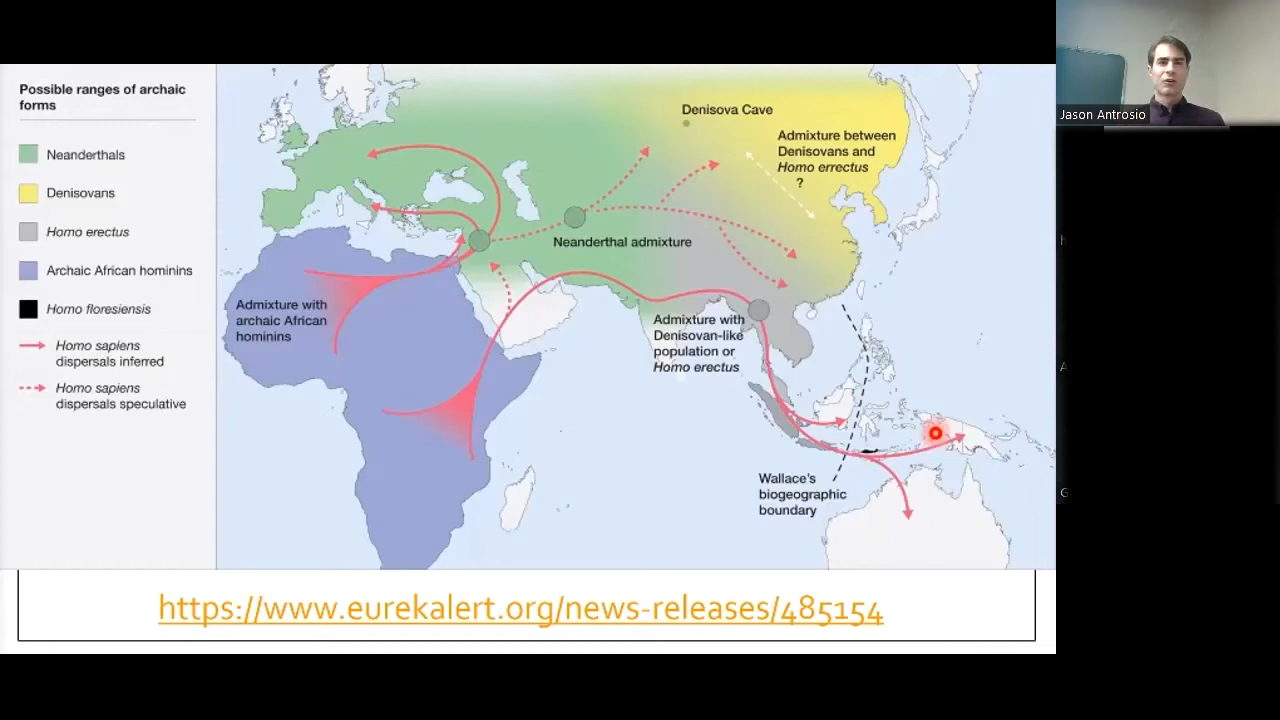 Possible ranges of archaic
forms
Neanderthals
Denisovans
Homo erectus
Archaic African hominins
Homo floresiensis
Homo sapiens
dispersals inferred
Homo sapiens
dispersals speculative
Denisova Cave
Admixture between
Denisovans and
Homo errectus
?
Neanderthal admixture
Admixture with
archaic African
hominins
Admixture with
Denisovan-like
population or
Homo erectus
Wallace's
biogeographic
boundary
https://www.eurekalert.org/news-releases/485154
Jason Antrosio
h
A
G